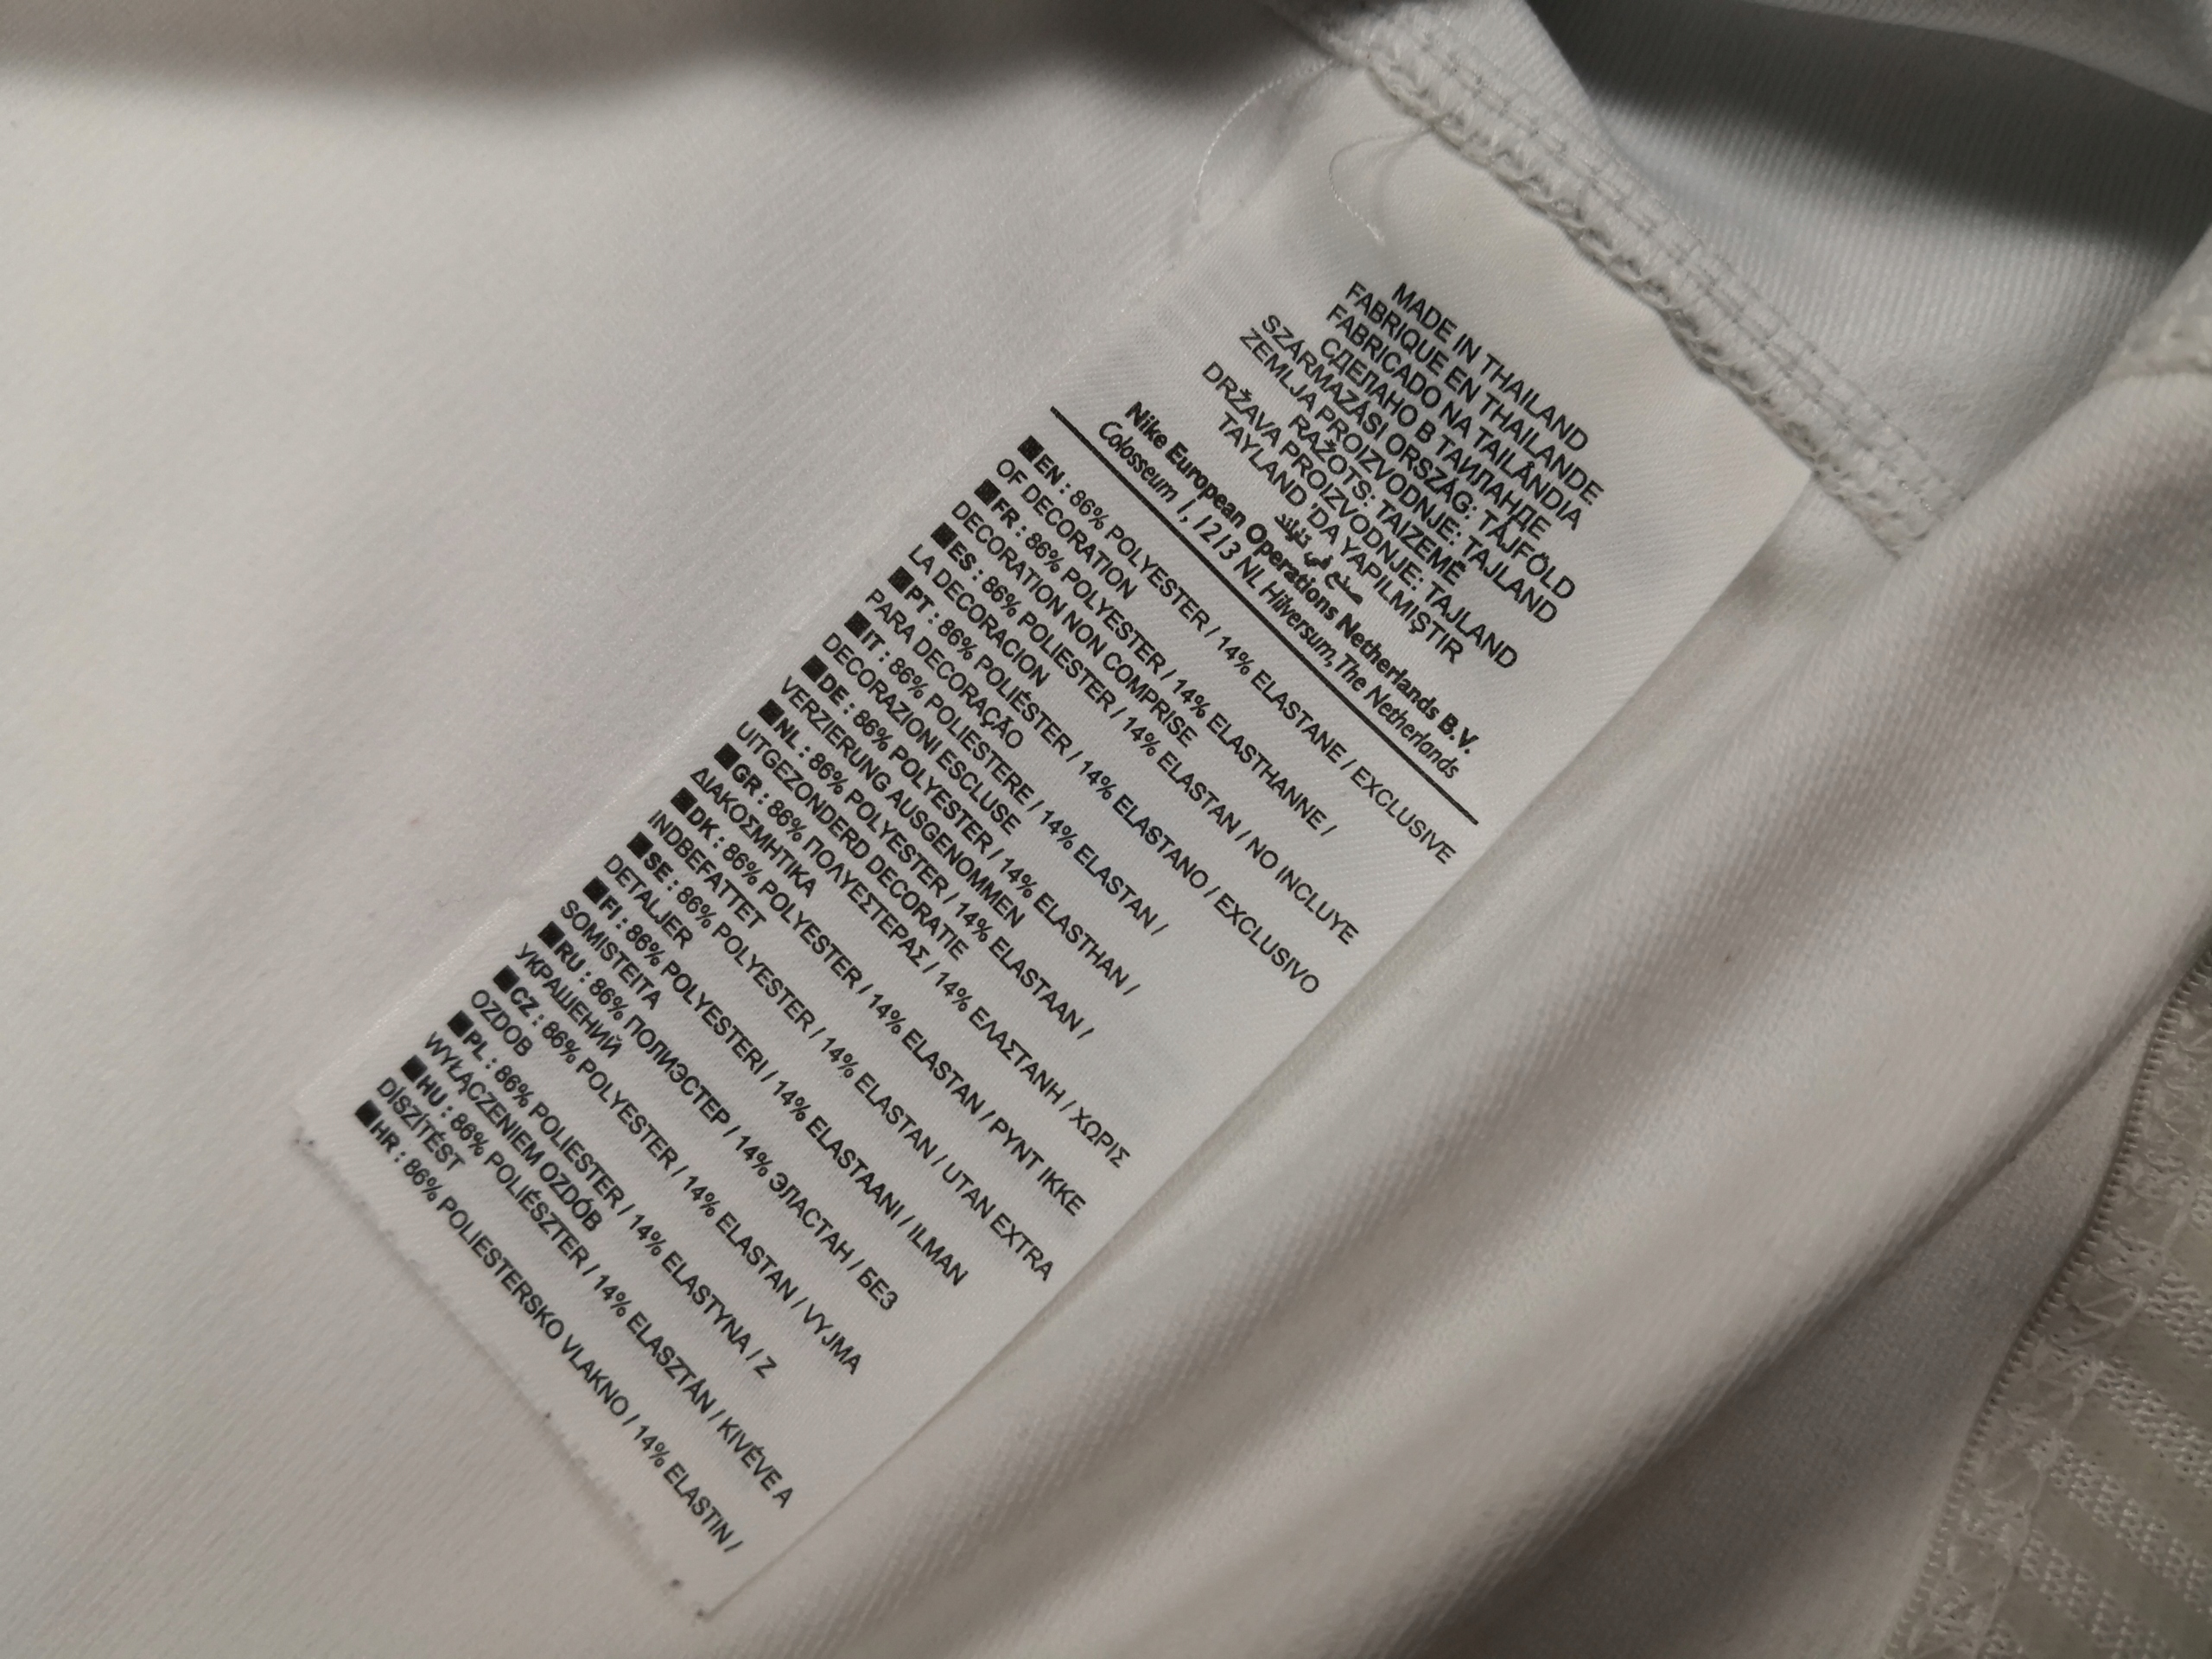 MADE IN THAILAND
FABRIQUE EN THAILANDE
FABRICADO NA TAILÂNDIA
СДЕЛАНО В ТАИЛАНДЕ
SZÁRMAZÁSI ORSZÁG: TÁJFÖLD
ZEMLJA PROIZVODNJE: TAJLAND
RAŽOTS: TAIZEMĒ
DRŽAVA PROIZVODNJE: TAJLAND
TAYLAND 'DA YAPILMIŞTIR
صنع في تايلند
Nike European Operations Netherlands B.V.
Colosseum 1, 1213 NL Hilversum, The Netherlands
■EN : 86% POLYESTER / 14% ELASTANE / EXCLUSIVE
OF DECORATION
■FR : 86% POLYESTER / 14% ELASTHANNE /
DECORATION NON COMPRISE
■ES : 86% POLIESTER / 14% ELASTAN / NO INCLUYE
LA DECORACION
■PT : 86% POLIÉSTER / 14% ELASTANO / EXCLUSIVO
PARA DECORAÇÃO
■IT : 86% POLIESTERE / 14% ELASTAN /
DECORAZIONI ESCLUSE
■DE : 86% POLYESTER / 14% ELASTHAN /
VERZIERUNG AUSGENOMMEN
■NL : 86% POLYESTER / 14% ELASTAAN /
UITGEZONDERD DECORATIE
■GR : 86% ΠΟΛΥΕΣΤΕΡΑΣ / 14% ΕΛΑΣΤΑΝΗ / ΧΩΡΙΣ
ΔΙΑΚΟΣΜΗΤΙΚΑ
■DK : 86% POLYESTER / 14% ELASTAN / PYNT IKKE
INDBEFATTET
■SE : 86% POLYESTER / 14% ELASTAN / UTAN EXTRA
DETALJER
■FI : 86% POLYESTERI / 14% ELASTAANI / ILMAN
SOMISTEITA
■RU : 86% ПОЛИЭСТЕР / 14% ЭЛАСТАН / БЕЗ
УКРАШЕНИЙ
■CZ : 86% POLYESTER / 14% ELASTAN / VYJMA
OZDOB
■PL : 86% POLIESTER / 14% ELASTYNA / Z
WYŁĄCZENIEM OZDÓB
■HU : 86% POLIÉSZTER / 14% ELASZTÁN / KIVÉVE A
DÍSZÍTÉST
■HR : 86% POLIESTERSKO VLAKNO / 14% ELASTIN /